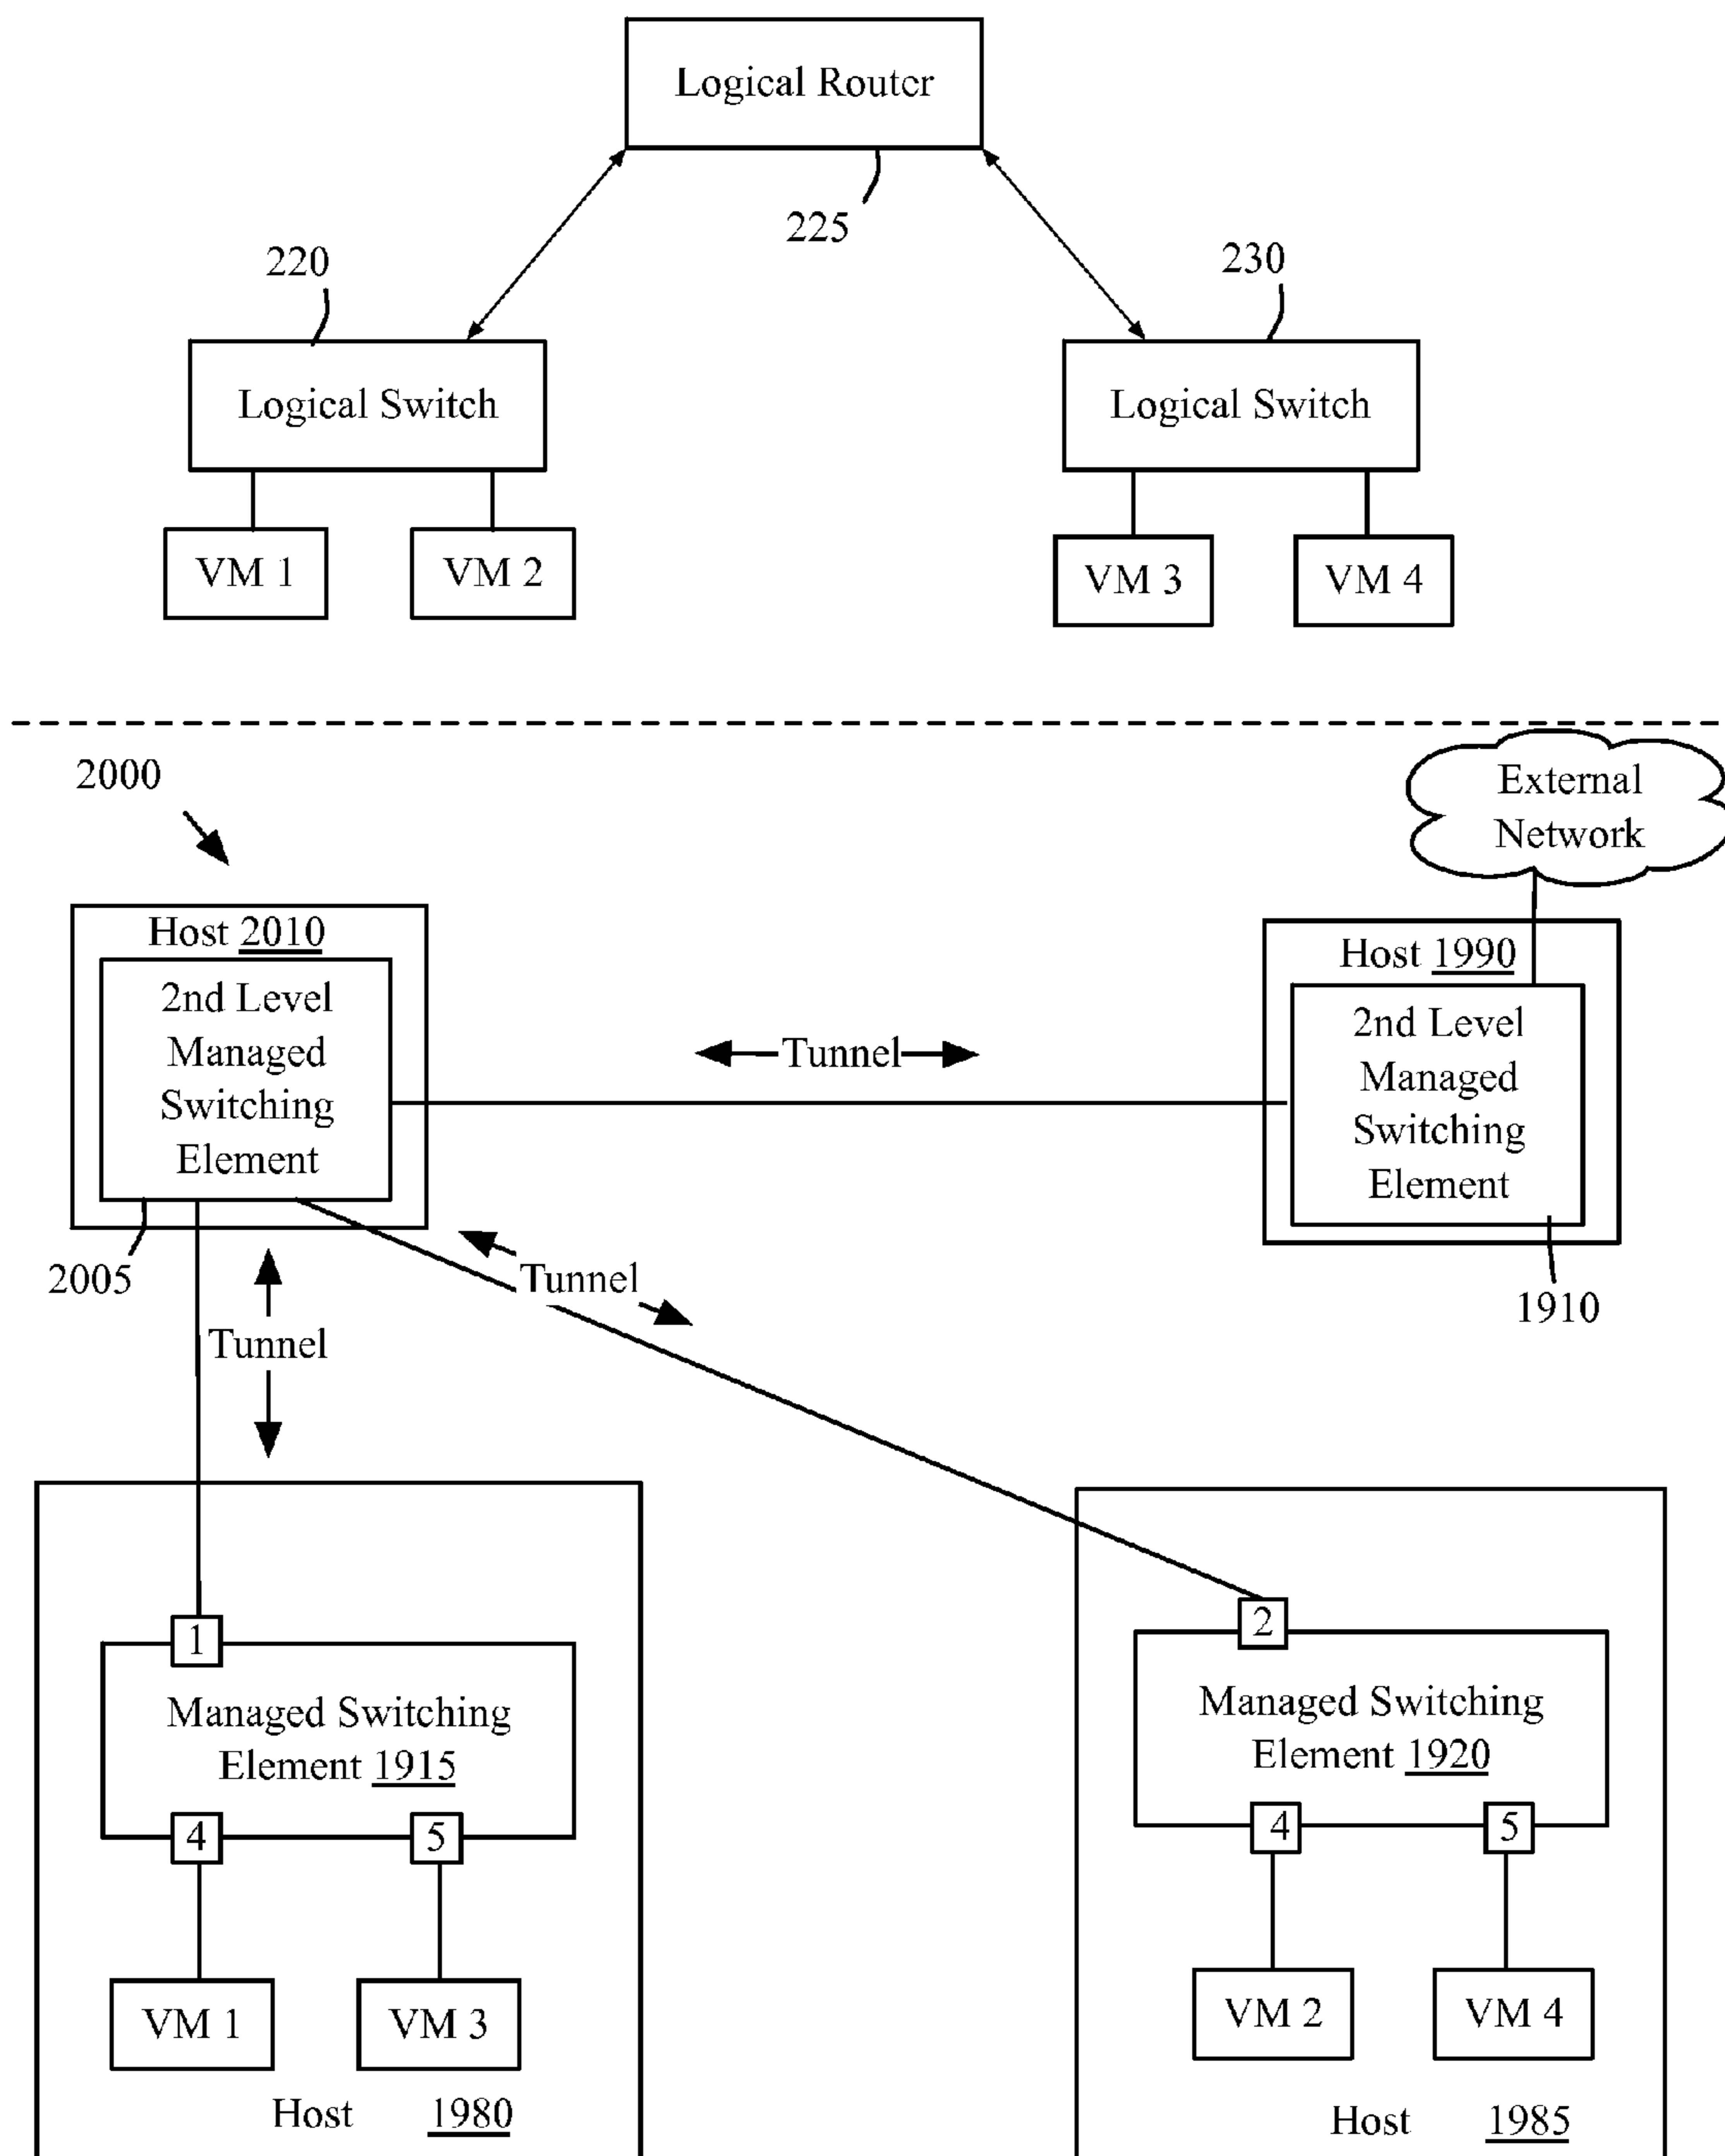 Logical Router
225
220
230
Logical Switch
Logical Switch
VM 1
VM 2
VM 3
VM 4
2000
External
Network
Host 2010
2nd Level
Managed
Switching
Element
2005
Host 1990
2nd Level
Managed
Switching
Element
1910
Tunnel
Tunnel
Tunnel
1
Managed Switching
Element 1915
4
5
VM 1
VM 3
Host 1980
2
Managed Switching
Element 1920
4
5
VM 2
VM 4
Host 1985